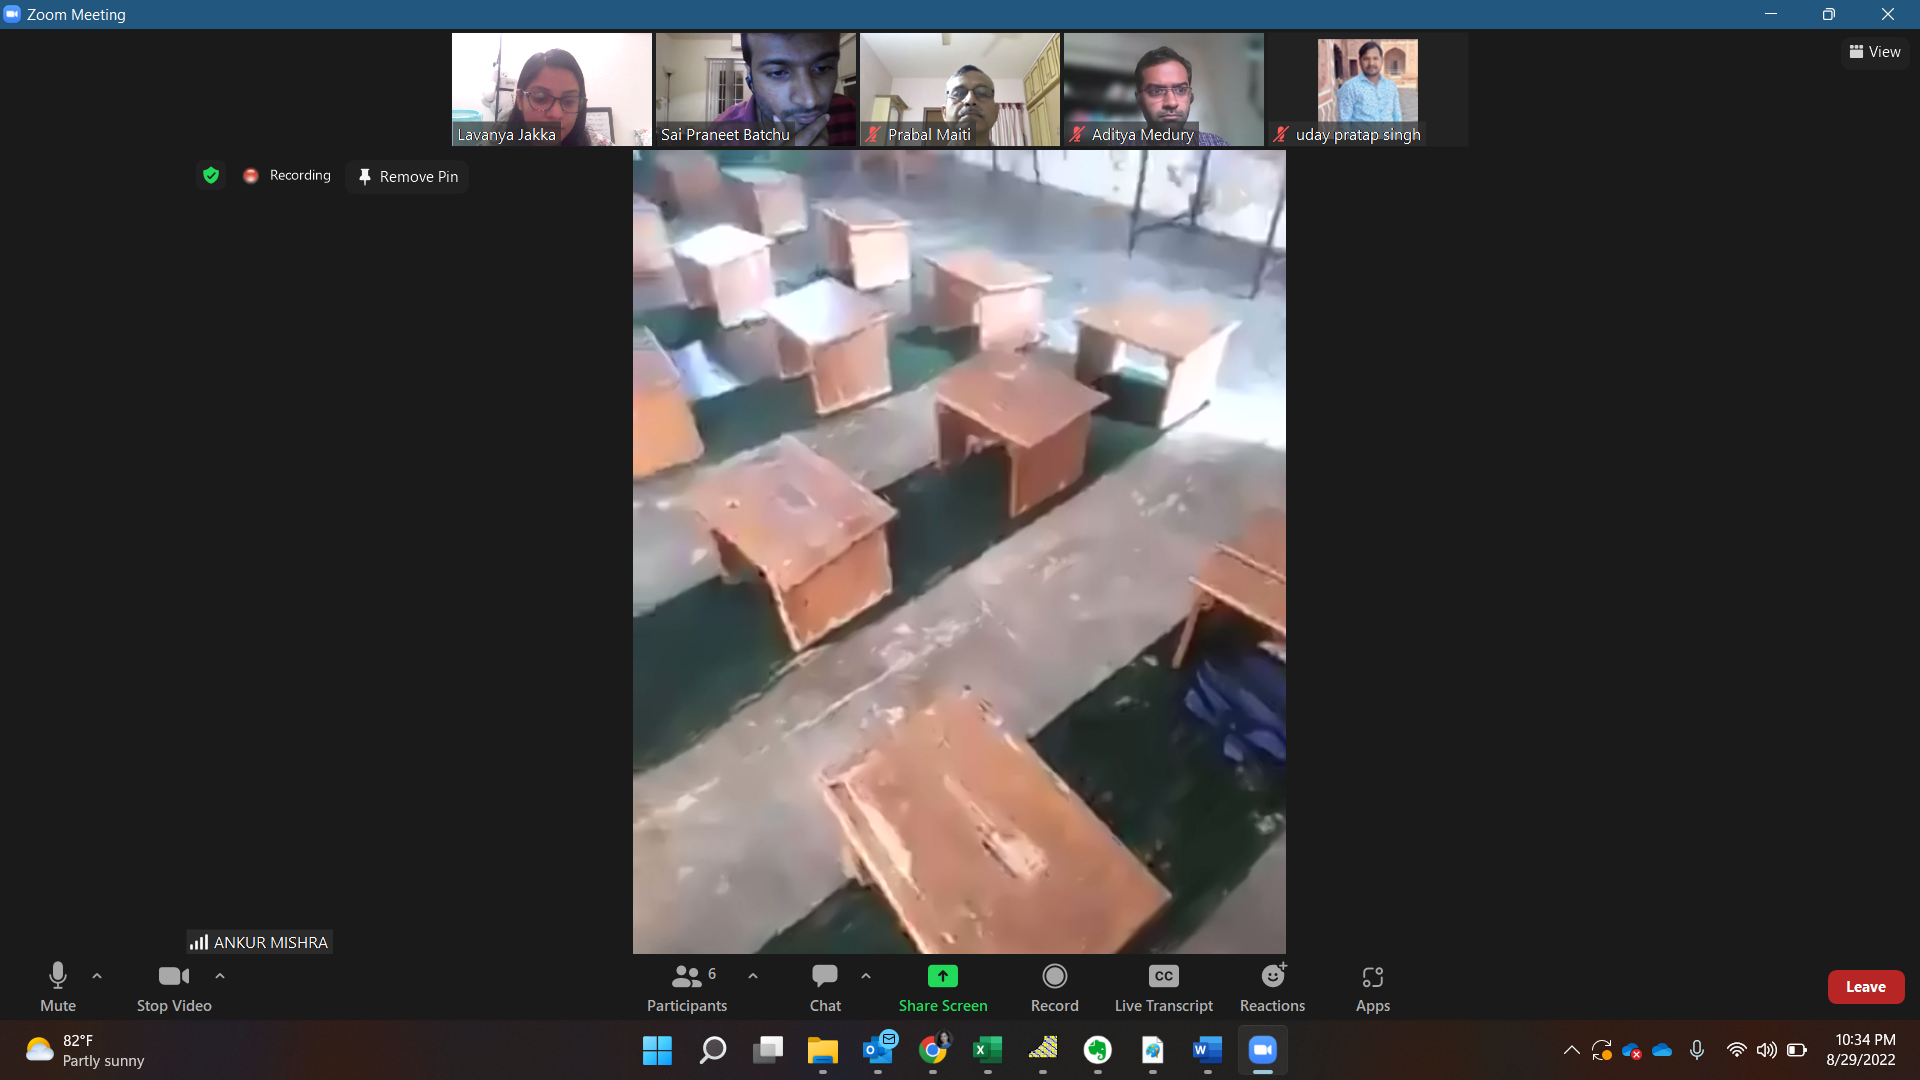 Zoom Meeting
View
Lavanya Jakka
Sai Praneet Batchu
Prabal Maiti
Aditya Medury
uday pratap singh
Recording
Remove Pin
ANKUR MISHRA
6
Mute
Stop Video
Participants
Chat
Share Screen
CC
Record
Live Transcript
Reactions
Apps
Leave
82°F
Partly sunny
10:34 PM
8/29/2022